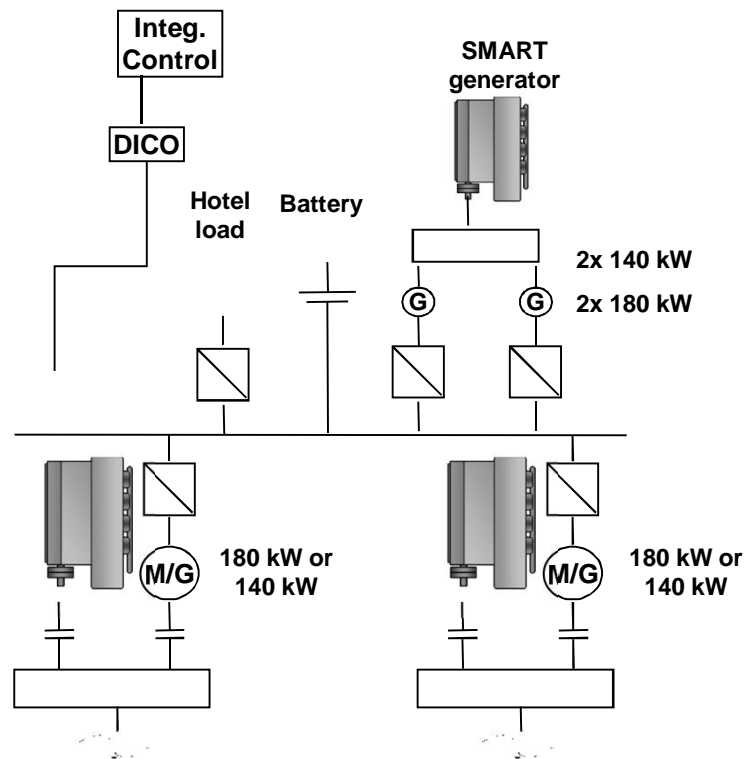 Integ.
Control
SMART
generator
DICO
Hotel
load
Battery
2x 140 kW
G
G
2x 180 kW
180 kW or
140 kW
M/G
180 kW or
140 kW
M/G